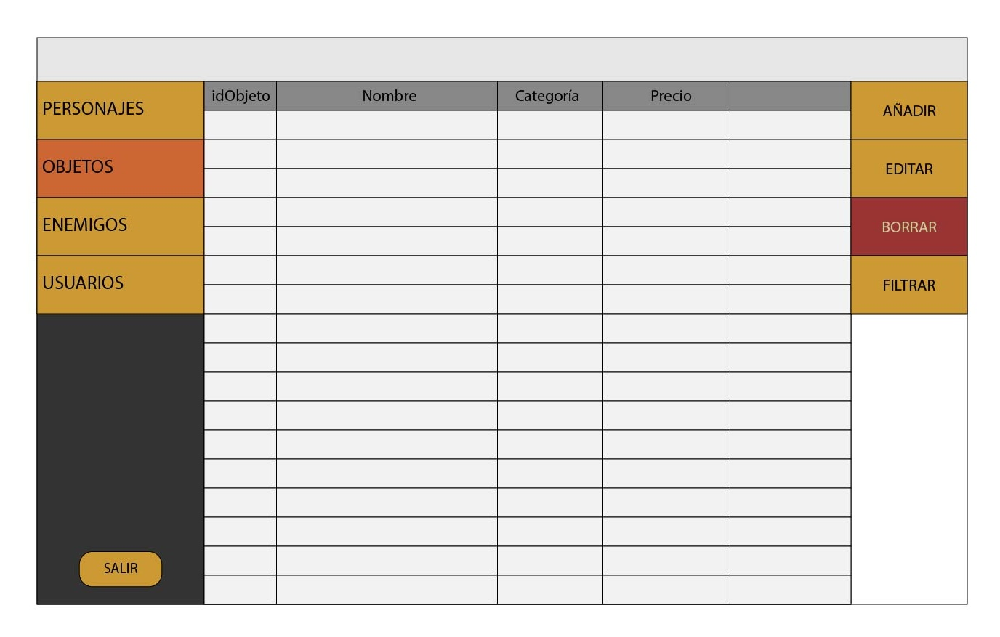 PERSONAJES
OBJETOS
ENEMIGOS
USUARIOS
SALIR
idObjeto Nombre Categoría Precio
AÑADIR
EDITAR
BORRAR
FILTRAR